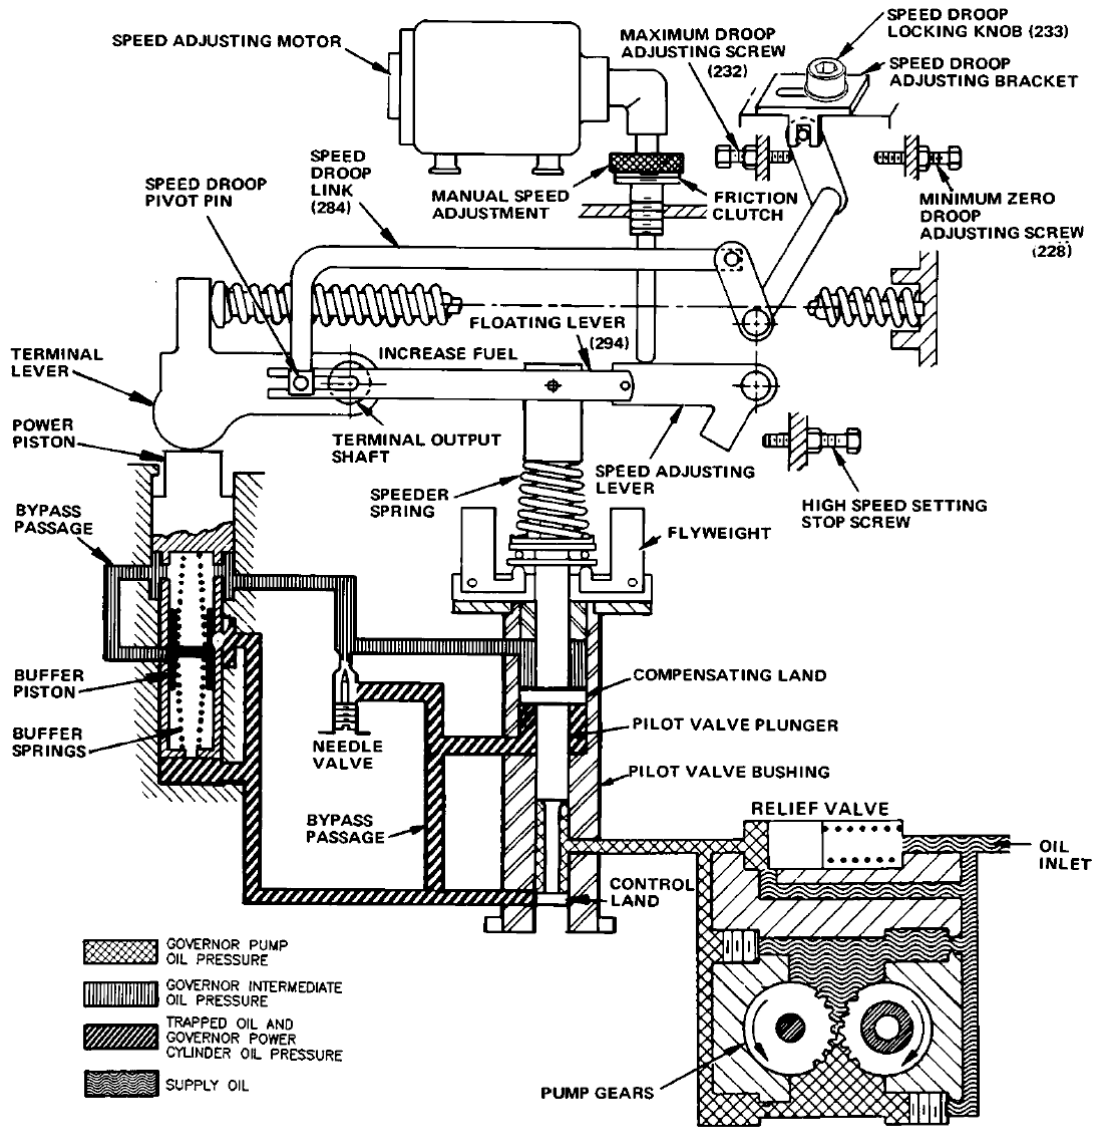 SPEED DROOP
LOCKING KNOB (233)
SPEED ADJUSTING MOTOR
MAXIMUM DROOP
ADJUSTING SCREW
(232)
SPEED DROOP
ADJUSTING BRACKET
SPEED
DROOP
LINK
(284)
SPEED DROOP
PIVOT PIN
MANUAL SPEED
ADJUSTMENT
FRICTION
CLUTCH
MINIMUM ZERO
DROOP
ADJUSTING SCREW
(228)
FLOATING LEVER
(294)
TERMINAL
LEVER
INCREASE FUEL
POWER
PISTON
TERMINAL OUTPUT
SHAFT
SPEEDER
SPRING
SPEED ADJUSTING
LEVER
HIGH SPEED SETTING
STOP SCREW
BYPASS
PASSAGE
FLYWEIGHT
BUFFER
PISTON
COMPENSATING LAND
BUFFER
SPRINGS
NEEDLE
VALVE
PILOT VALVE PLUNGER
PILOT VALVE BUSHING
BYPASS
PASSAGE
RELIEF VALVE
OIL
INLET
CONTROL
LAND
GOVERNOR PUMP
OIL PRESSURE
GOVERNOR INTERMEDIATE
OIL PRESSURE
TRAPPED OIL AND
GOVERNOR POWER
CYLINDER OIL PRESSURE
SUPPLY OIL
PUMP GEARS